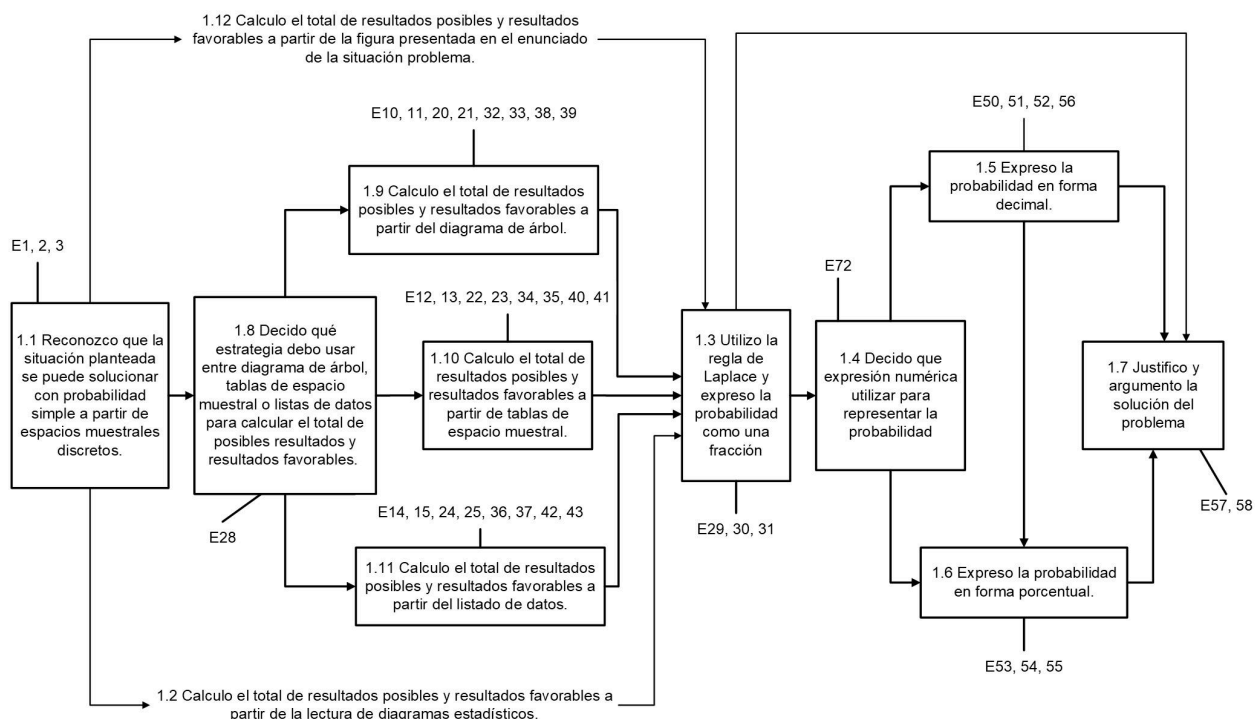 1.12 Calculo el total de resultados posibles y resultados
favorables a partir de la figura presentada en el enunciado
de la situación problema.
E10, 11, 20, 21, 32, 33, 38, 39
E50, 51, 52, 56
1.9 Calculo el total de resultados
posibles y resultados favorables a
partir del diagrama de árbol.
1.5 Expreso la
probabilidad en forma
decimal.
E1, 2, 3
E72
E12, 13, 22, 23, 34, 35, 40, 41
1.1 Reconozco que la
situación planteada
se puede solucionar
con probabilidad
simple a partir de
espacios muestrales
discretos.
1.8 Decido qué
estrategia debo usar
entre diagrama de árbol,
tablas de espacio
muestral o listas de datos
para calcular el total de
posibles resultados y
resultados favorables.
1.10 Calculo el total de
resultados posibles y
resultados favorables a
partir de tablas de
espacio muestral.
1.3 Utilizo la
regla de
Laplace y
expreso la
probabilidad
como una
fracción
1.4 Decido que
expresión numérica
utilizar para
representar la
probabilidad
1.7 Justifico y
argumento la
solución del
problema
E57, 58
E14, 15, 24, 25, 36, 37, 42, 43
E28
E29, 30, 31
1.11 Calculo el total de resultados
posibles y resultados favorables a
partir del listado de datos.
1.6 Expreso la probabilidad
en forma porcentual.
E53, 54, 55
1.2 Calculo el total de resultados posibles y resultados favorables a
partir de la lectura de diagramas estadísticos.